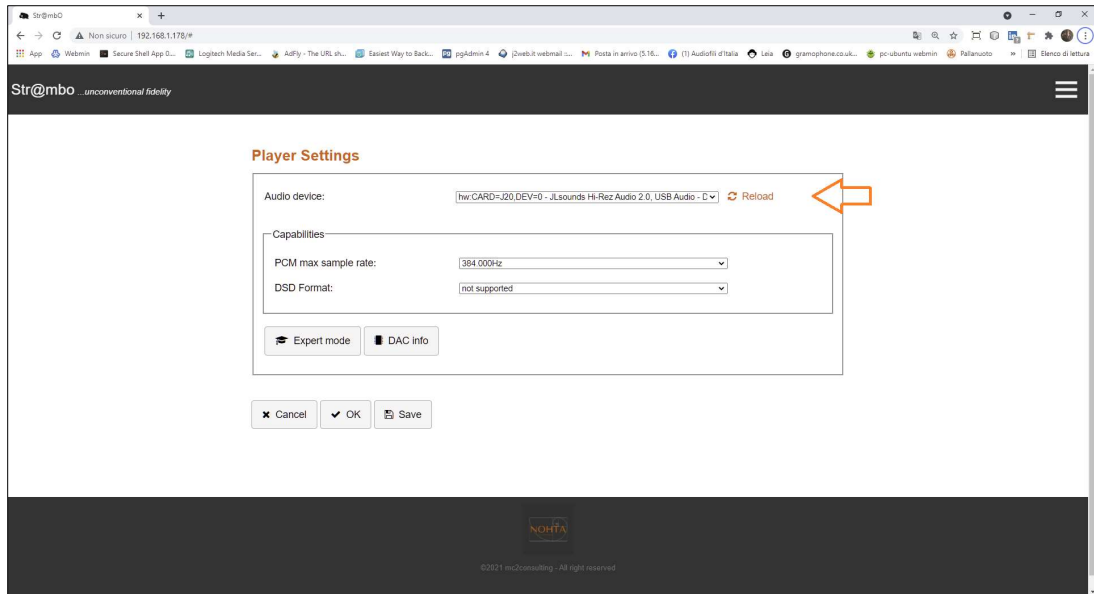 Str@mbO
Non sicuro | 192.168.1.178/#
App Webmin Secure Shell App 0... Logitech Media Ser... AdFly - The URL sh... Easiest Way to Back... pgAdmin 4 j2web.it webmail ::... Posta in arrivo (5.16... (1) Audiofili d'Italia Leia gramophone.co.uk... pc-ubuntu webmin Pallanuoto » Elenco di lettura
Str@mbo ...unconventional fidelity
Player Settings
Audio device: hw:CARD=J20,DEV=0 - JLsounds Hi-Rez Audio 2.0, USB Audio - D Reload
Capabilities
PCM max sample rate: 384.000Hz
DSD Format: not supported
Expert mode DAC info
Cancel OK Save
NOHTA
©2021 mc2consulting - All right reserved